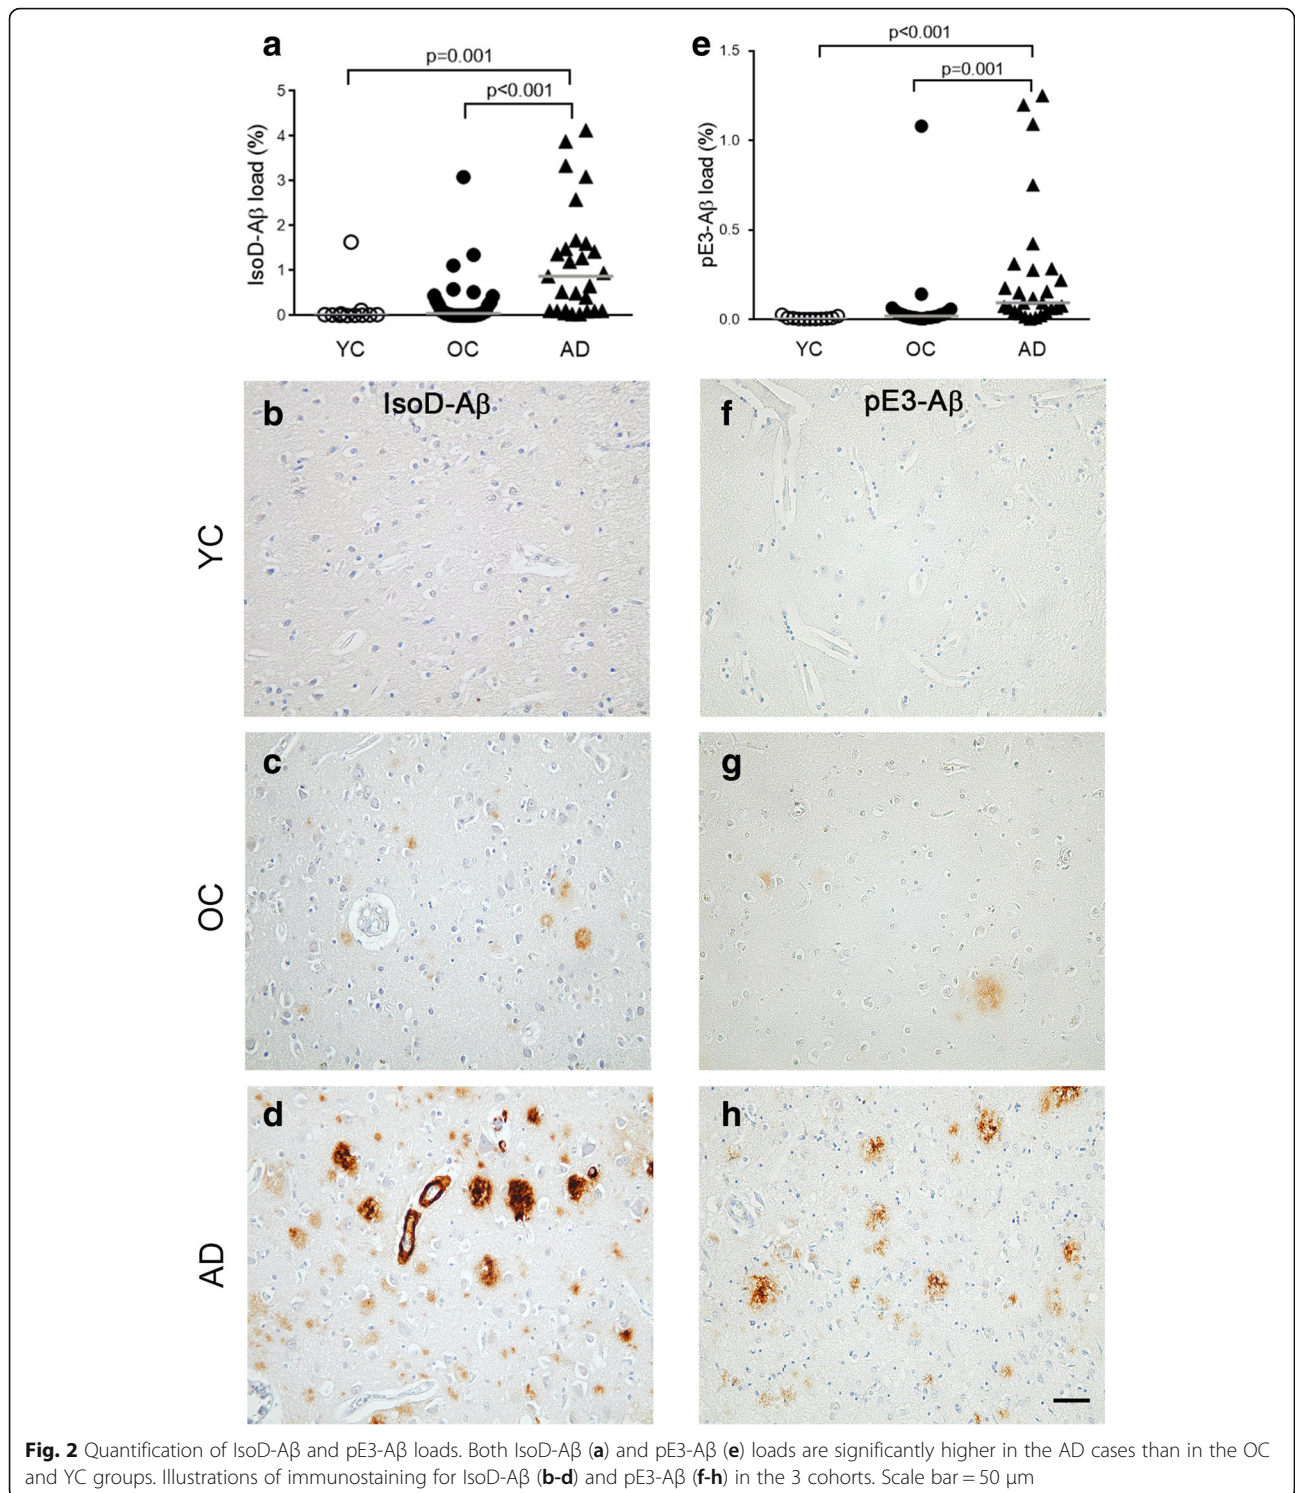 a
p=0.001
p<0.001
IsoD-Aβ load (%)
5
4
3
2
1
0
YC
OC
AD
e
p<0.001
p=0.001
pE3-Aβ load (%)
1.5
1.0
0.5
0.0
YC
OC
AD
b
IsoD-Aβ
f
pE3-Aβ
YC
c
g
OC
d
h
AD
Fig. 2 Quantification of IsoD-Aβ and pE3-Aβ loads. Both IsoD-Aβ (a) and pE3-Aβ (e) loads are significantly higher in the AD cases than in the OC
and YC groups. Illustrations of immunostaining for IsoD-Aβ (b-d) and pE3-Aβ (f-h) in the 3 cohorts. Scale bar = 50 μm